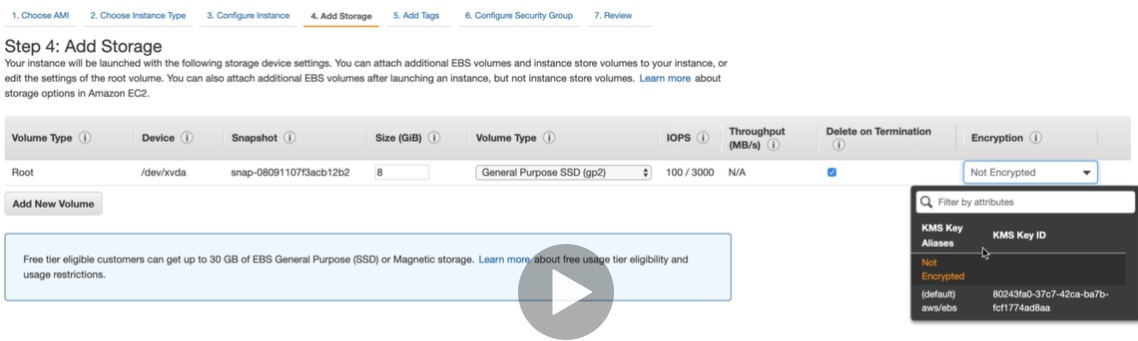 1. Choose AMI 2. Choose Instance Type 3. Configure Instance 4. Add Storage 5. Add Tags 6. Configure Security Group 7. Review
Step 4: Add Storage
Your instance will be launched with the following storage device settings. You can attach additional EBS volumes and instance store volumes to your instance, or
edit the settings of the root volume. You can also attach additional EBS volumes after launching an instance, but not instance store volumes. Learn more about
storage options in Amazon EC2.
Volume Type Device Snapshot Size (GiB) Volume Type IOPS Throughput (MB/s) Delete on Termination Encryption
Root /dev/xvda snap-08091107f3acb12b2 8 General Purpose SSD (gp2) 100 / 3000 N/A Not Encrypted
Add New Volume
Filter by attributes
KMS Key Aliases KMS Key ID
Not
Encrypted
(default) 80243fa0-37c7-42ca-ba7b-
aws/ebs fcf1774ad8aa
Free tier eligible customers can get up to 30 GB of EBS General Purpose (SSD) or Magnetic storage. Learn more about free usage tier eligibility and
usage restrictions.